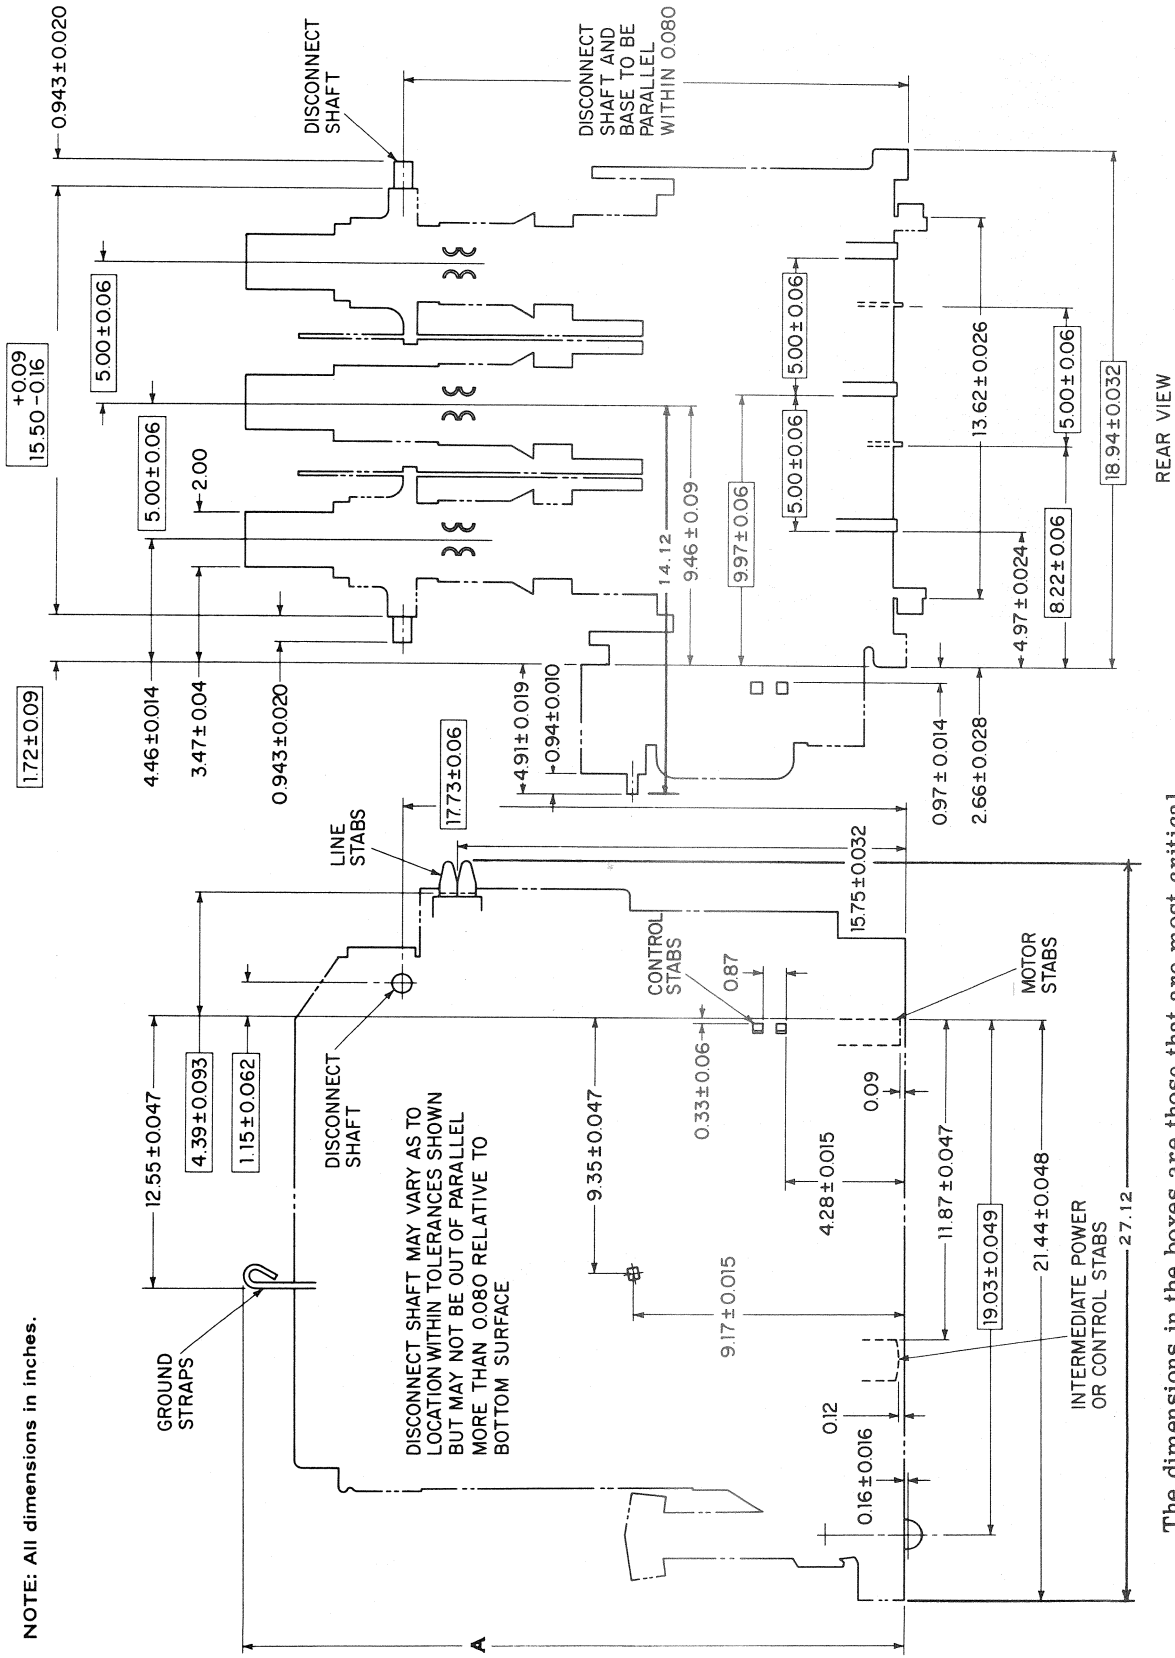 NOTE: All dimensions in inches.
A
GROUND
STRAPS
12.55±0.047
4.39±0.093
1.15±0.062
DISCONNECT
SHAFT
LINE
STABS
17.73±0.06
DISCONNECT SHAFT MAY VARY AS TO
LOCATION WITHIN TOLERANCES SHOWN
BUT MAY NOT BE OUT OF PARALLEL
MORE THAN 0.080 RELATIVE TO
BOTTOM SURFACE
9.35±0.047
9.17±0.015
0.33±0.06
CONTROL
STABS
0.87
15.75±0.032
4.28±0.015
0.09
MOTOR
STABS
0.12
0.16±0.016
11.87±0.047
19.03±0.049
21.44±0.048
INTERMEDIATE POWER
OR CONTROL STABS
27.12
1.72±0.09
+0.09
15.50-0.16
0.943±0.020
5.00±0.06
4.46±0.014
5.00±0.06
3.47±0.04
2.00
0.943±0.020
DISCONNECT
SHAFT
DISCONNECT
SHAFT AND
BASE TO BE
PARALLEL
WITHIN 0.080
4.91±0.019
0.94±0.010
14.12
9.46±0.09
9.97±0.06
5.00±0.06
5.00±0.06
0.97±0.014
2.66±0.028
4.97±0.024
13.62±0.026
8.22±0.06
5.00±0.06
18.94±0.032
REAR VIEW
The dimensions in the boxes are those that are most critical